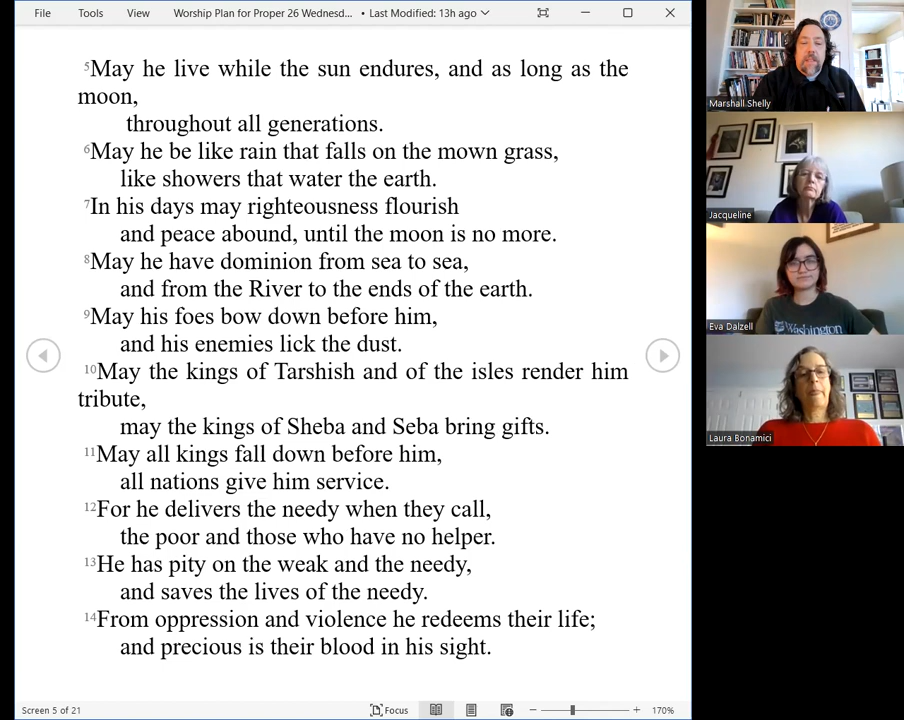 File Tools View Worship Plan for Proper 26 Wednesd... • Last Modified: 13h ago
5May he live while the sun endures, and as long as the
moon,
throughout all generations.
6May he be like rain that falls on the mown grass,
like showers that water the earth.
7In his days may righteousness flourish
and peace abound, until the moon is no more.
8May he have dominion from sea to sea,
and from the River to the ends of the earth.
9May his foes bow down before him,
and his enemies lick the dust.
10May the kings of Tarshish and of the isles render him
tribute,
may the kings of Sheba and Seba bring gifts.
11May all kings fall down before him,
all nations give him service.
12For he delivers the needy when they call,
the poor and those who have no helper.
13He has pity on the weak and the needy,
and saves the lives of the needy.
14From oppression and violence he redeems their life;
and precious is their blood in his sight.
Screen 5 of 21 Focus 170%
Marshall Shelly
Jacqueline
Washington
Eva Dalzell
Laura Bonamici